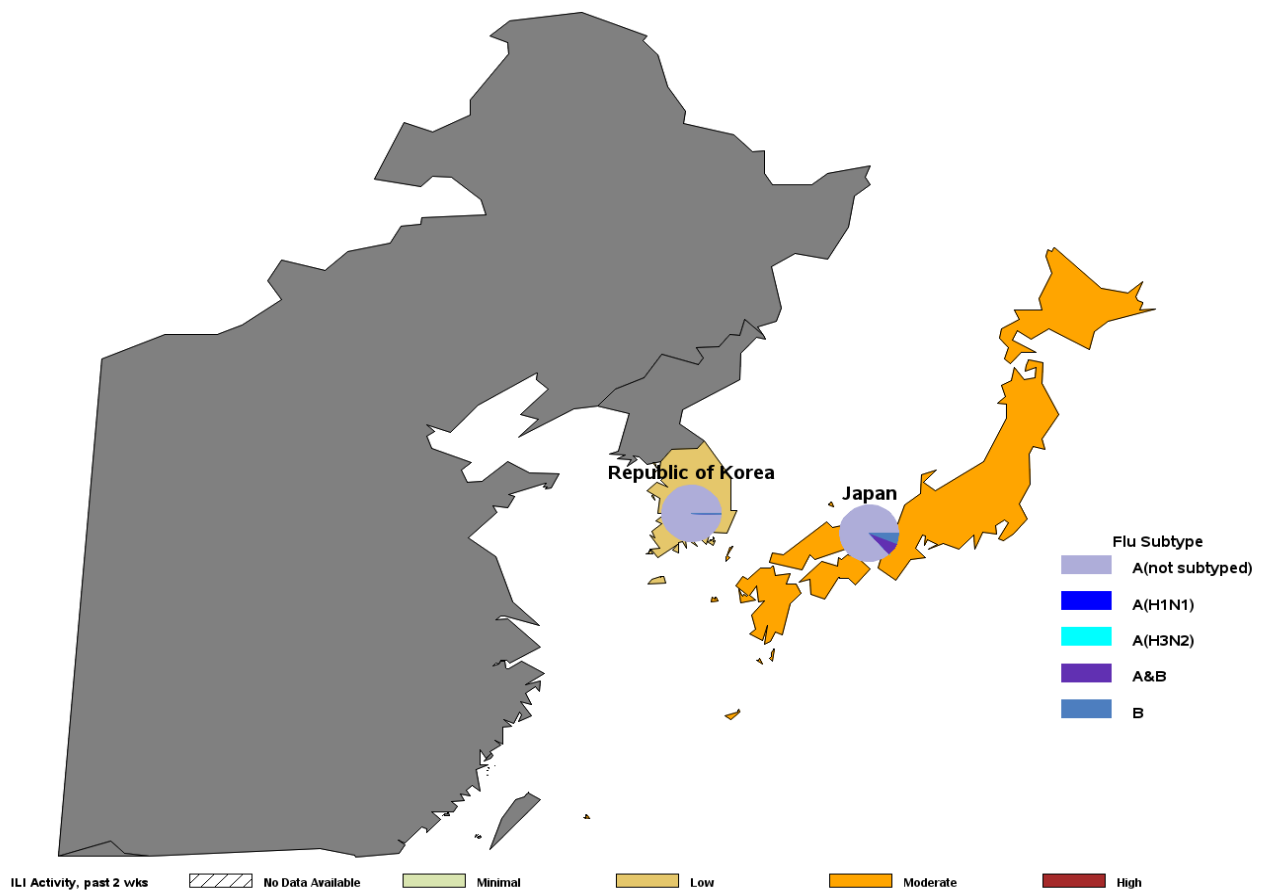 Republic of Korea
Japan
Flu Subtype
A(not subtyped)
A(H1N1)
A(H3N2)
A&B
B
ILI Activity, past 2 wks No Data Available Minimal Low Moderate High